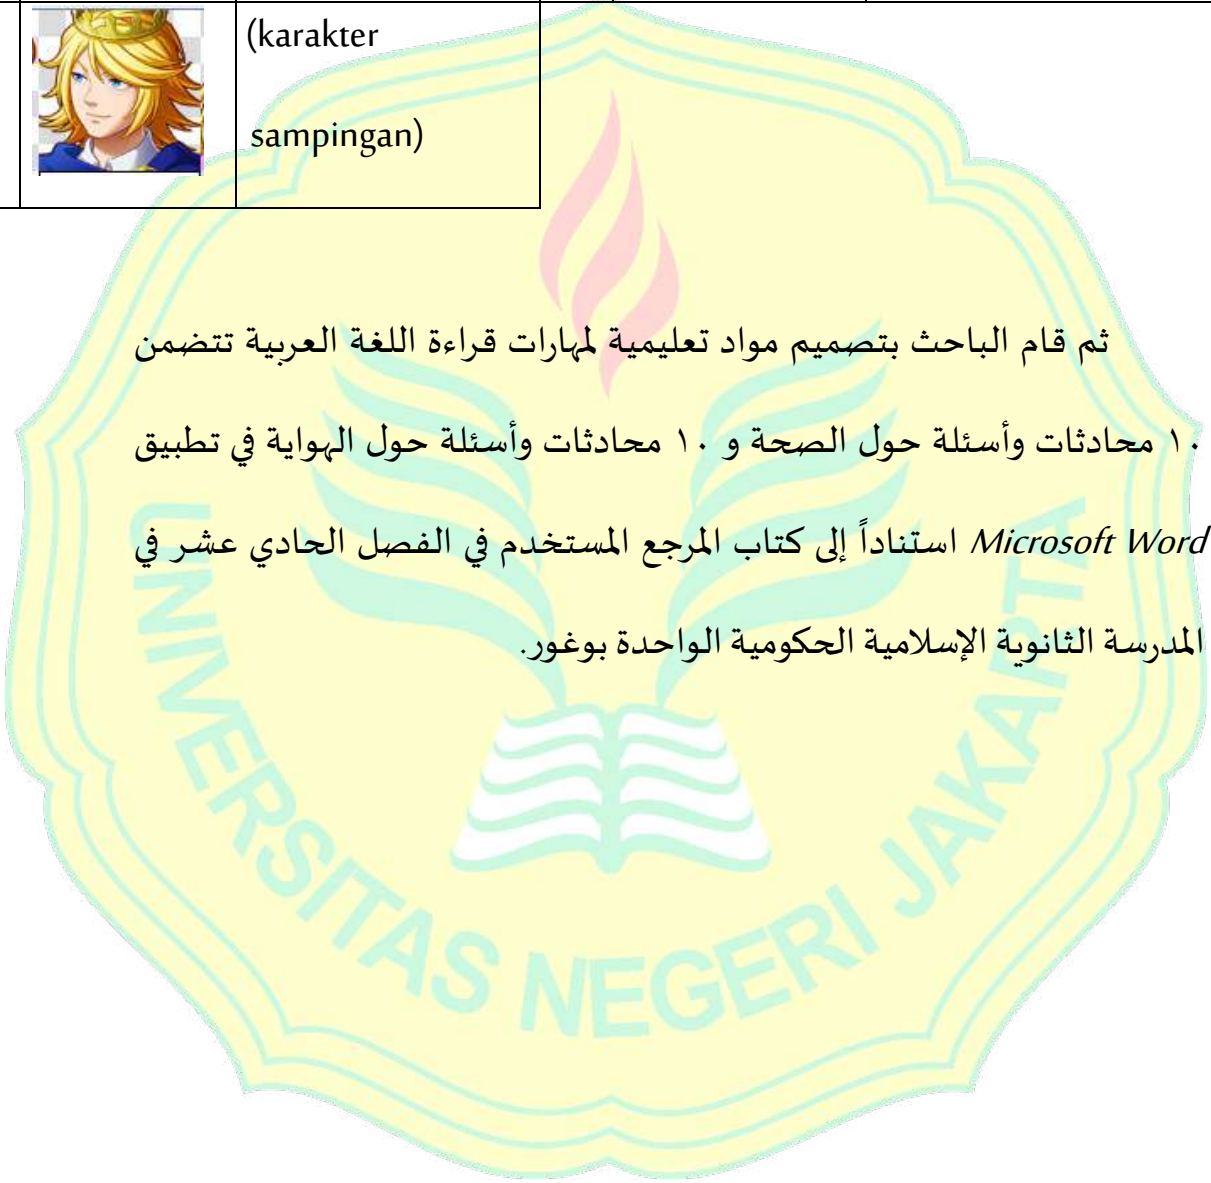 (karakter
sampingan)
ثم قام الباحث بتصميم مواد تعليمية لمهارات قراءة اللغة العربية تتضمن
١٠ محادثات وأسئلة حول الصحة و ١٠ محادثات وأسئلة حول الهواية في تطبيق
Microsoft Word استناداً إلى كتاب المرجع المستخدم في الفصل الحادي عشر في
المدرسة الثانوية الإسلامية الحكومية الواحدة بوغور.
UNIVERSITAS NEGERI JAKARTA